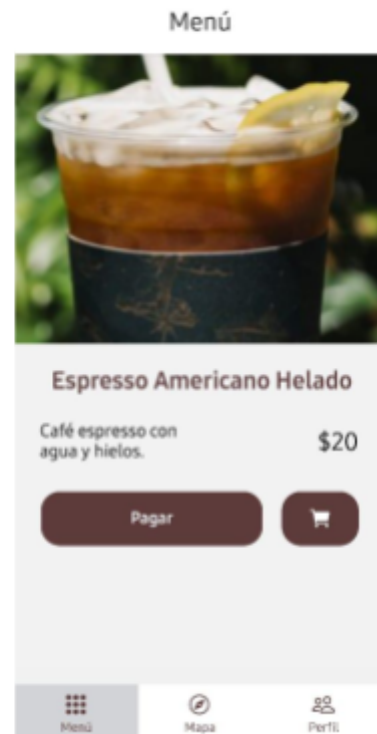 Menú
Espresso Americano Helado
Café espresso con
agua y hielos.
$20
Pagar
Menú
Mapa
Perfil